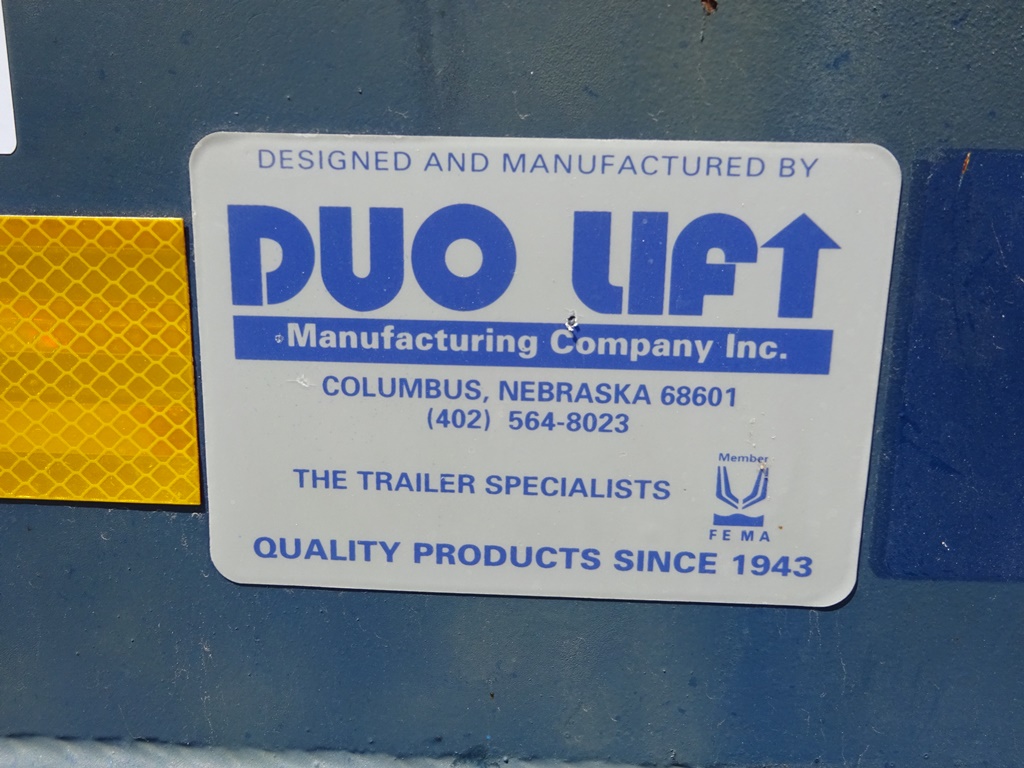 DESIGNED AND MANUFACTURED BY
DUO LIFT
Manufacturing Company Inc.
COLUMBUS, NEBRASKA 68601
(402) 564-8023
Member
THE TRAILER SPECIALISTS
FEMA
QUALITY PRODUCTS SINCE 1943